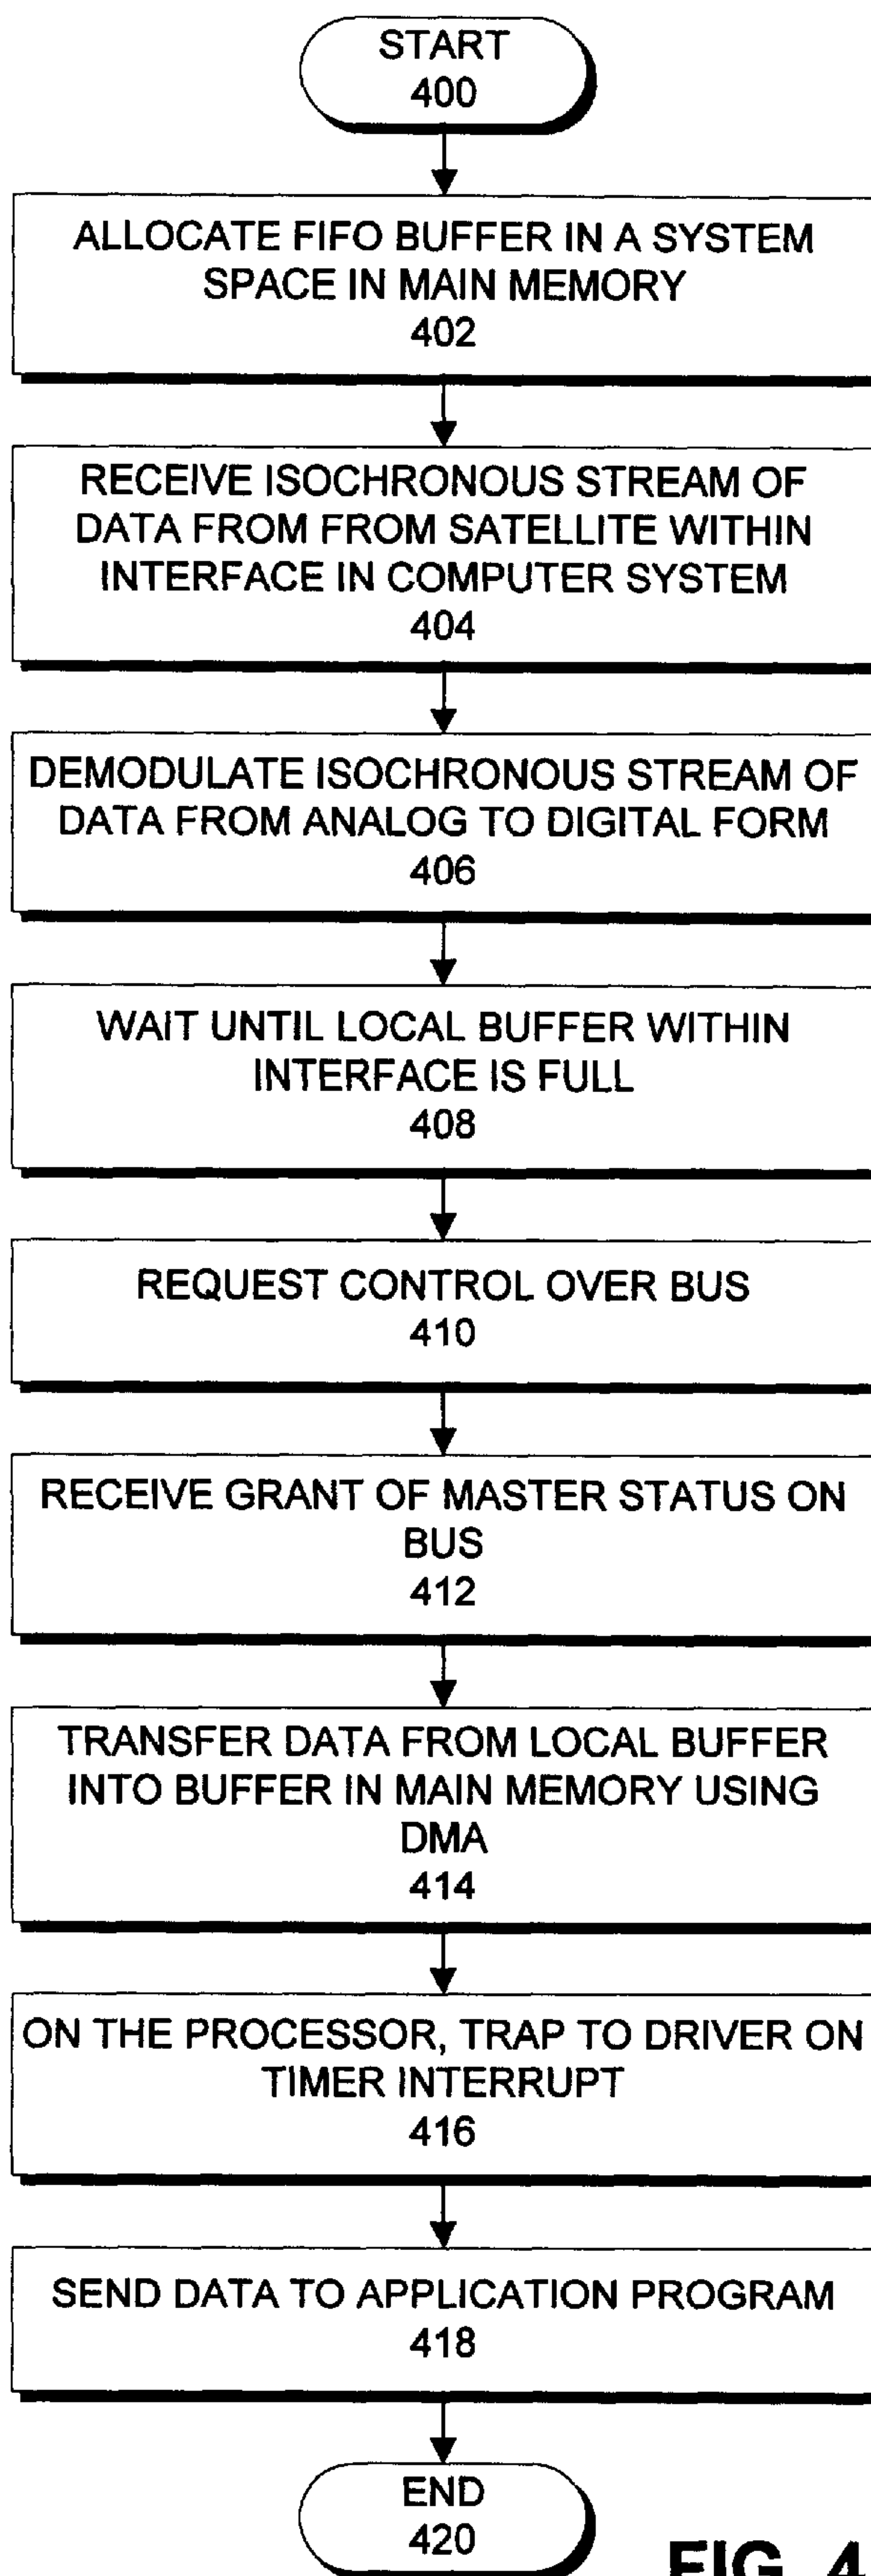 START
400
ALLOCATE FIFO BUFFER IN A SYSTEM
SPACE IN MAIN MEMORY
402
RECEIVE ISOCHRONOUS STREAM OF
DATA FROM FROM SATELLITE WITHIN
INTERFACE IN COMPUTER SYSTEM
404
DEMODULATE ISOCHRONOUS STREAM OF
DATA FROM ANALOG TO DIGITAL FORM
406
WAIT UNTIL LOCAL BUFFER WITHIN
INTERFACE IS FULL
408
REQUEST CONTROL OVER BUS
410
RECEIVE GRANT OF MASTER STATUS ON
BUS
412
TRANSFER DATA FROM LOCAL BUFFER
INTO BUFFER IN MAIN MEMORY USING
DMA
414
ON THE PROCESSOR, TRAP TO DRIVER ON
TIMER INTERRUPT
416
SEND DATA TO APPLICATION PROGRAM
418
END
420
FIG. 4